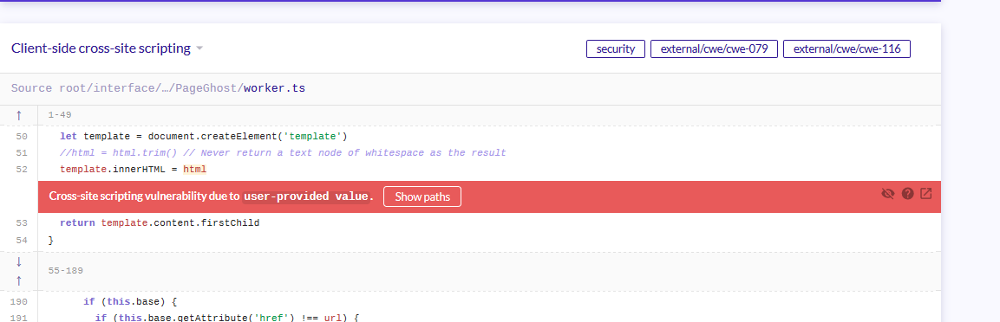 Client-side cross-site scripting
security external/cwe/cwe-079 external/cwe/cwe-116
Source root/interface/…/PageGhost/worker.ts
↑ 1-49
50 let template = document.createElement('template')
51 //html = html.trim() // Never return a text node of whitespace as the result
52 template.innerHTML = html
Cross-site scripting vulnerability due to user-provided value. Show paths
53 return template.content.firstChild
54 }
↓
55-189
↑
190 if (this.base) {
191 if (this.base.getAttribute('href') !== url) {